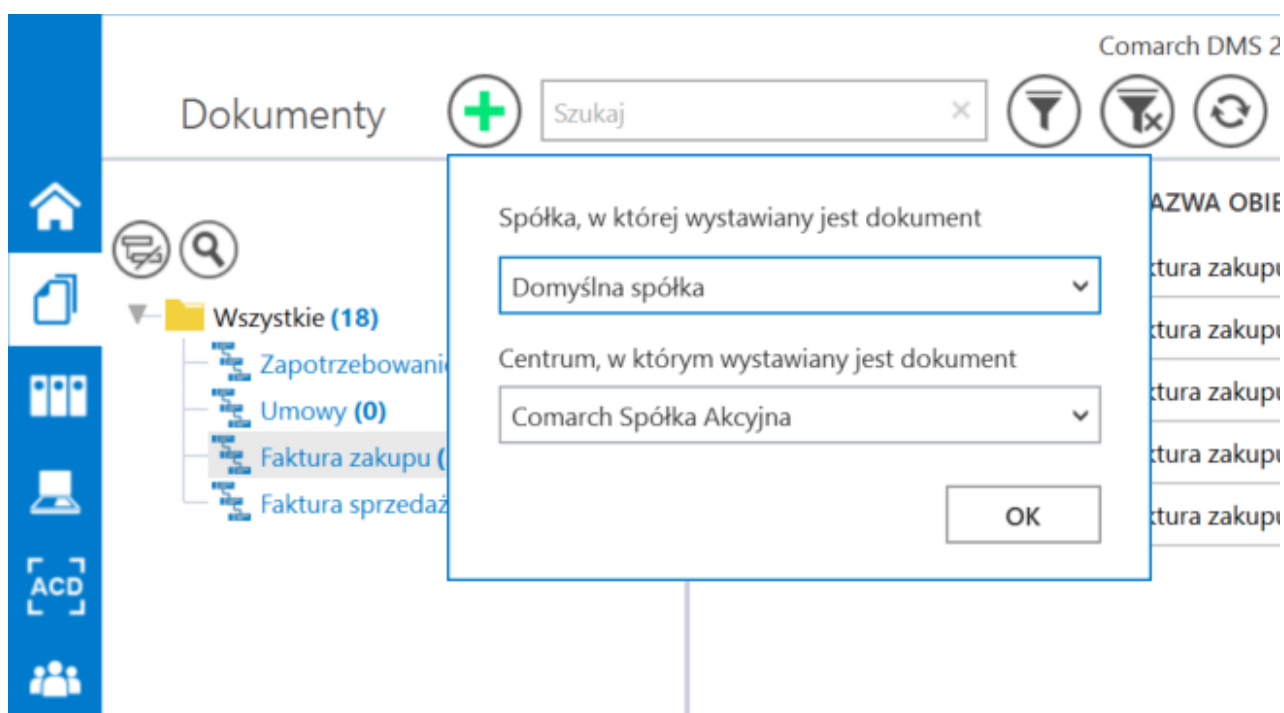 Comarch DMS 2
Dokumenty
Szukaj
Spółka, w której wystawiany jest dokument
Domyślna spółka
Centrum, w którym wystawiany jest dokument
Comarch Spółka Akcyjna
OK
Wszystkie (18)
Zapotrzebowanie
Umowy (0)
Faktura zakupu (
Faktura sprzedaż
ACD
AZWA OBIE
ktura zakupu
ktura zakupu
ktura zakupu
ktura zakupu
ktura zakupu